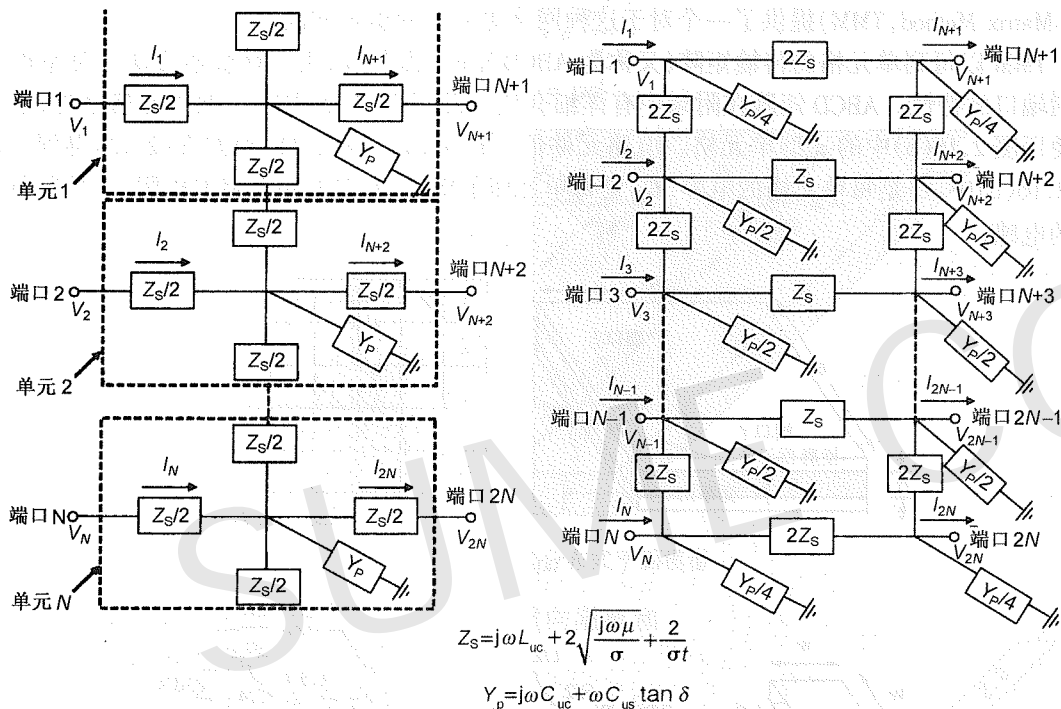 Z_S/2
I_1
I_{N+1}
端口1
Z_S/2
Z_S/2
端口N+1
V_1
V_{N+1}
Y_P
Z_S/2
单元1
Z_S/2
I_2
I_{N+2}
端口N+2
端口2
Z_S/2
Z_S/2
V_2
V_{N+2}
Y_P
Z_S/2
单元2
Z_S/2
I_N
I_{2N}
端口2N
端口N
Z_S/2
Z_S/2
V_N
V_{2N}
Y_P
Z_S/2
单元N
I_1
I_{N+1}
端口1
2Z_S
端口N+1
V_1
V_{N+1}
2Z_S
Y_P/4
2Z_S
Y_P/4
I_2
I_{N+2}
端口2
Z_S
端口N+2
V_2
V_{N+2}
2Z_S
Y_P/2
2Z_S
Y_P/2
I_3
I_{N+3}
端口3
Z_S
端口N+3
V_3
V_{N+3}
Y_P/2
Y_P/2
I_{N-1}
I_{2N-1}
端口N-1
Z_S
端口2N-1
V_{N-1}
V_{2N-1}
2Z_S
Y_P/2
2Z_S
Y_P/2
I_N
I_{2N}
端口N
2Z_S
端口2N
V_N
V_{2N}
Y_P/4
Y_P/4
Z_S=jωL_{uc}+2√(jωμ/σ)+2/(σt)
Y_p=jωC_{uc}+ωC_{us} tan δ
SUME.CO